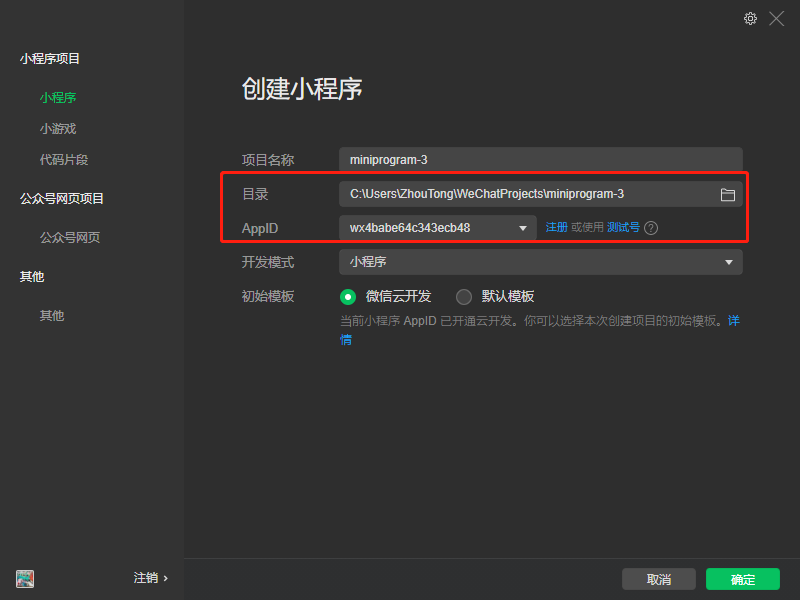 小程序项目
小程序
小游戏
代码片段
公众号网页项目
公众号网页
其他
其他
注销 ›
创建小程序
项目名称 miniprogram-3
目录 C:\Users\ZhouTong\WeChatProjects\miniprogram-3
AppID wx4babe64c343ecb48 注册 或使用 测试号 ?
开发模式 小程序
初始模板 微信云开发 默认模板
当前小程序 AppID 已开通云开发。你可以选择本次创建项目的初始模板。详
情
取消 确定